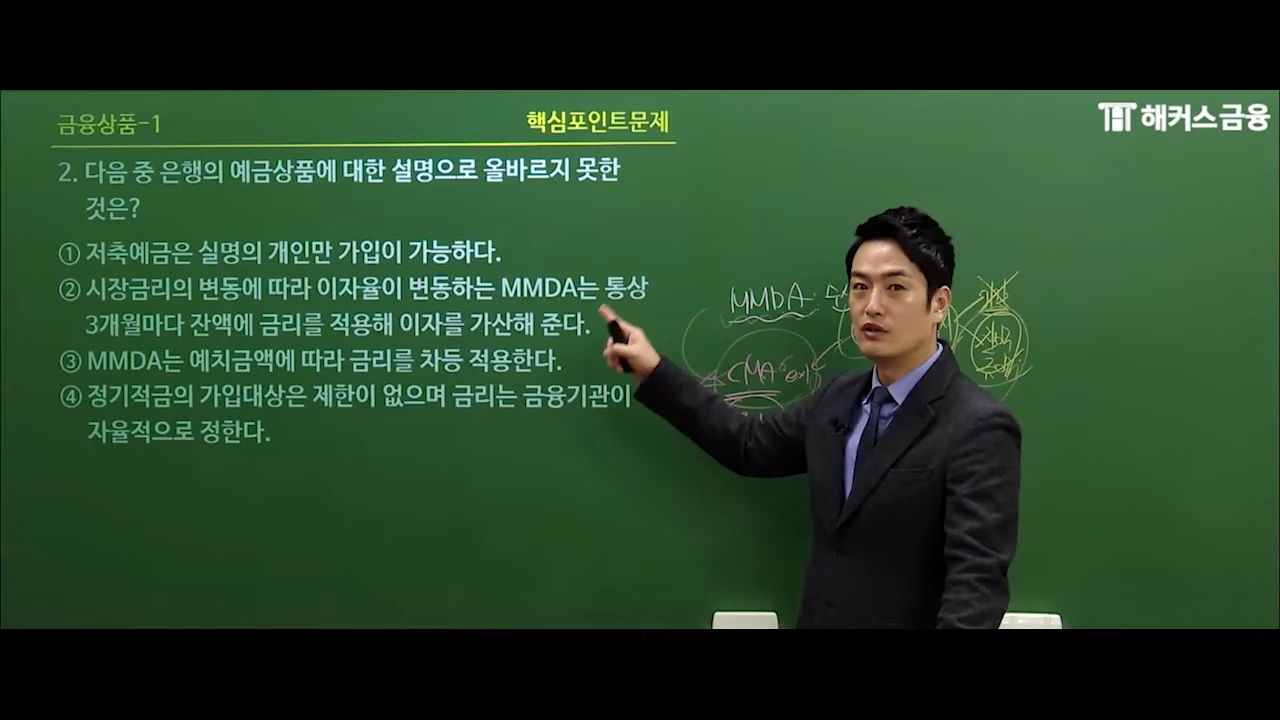 금융상품-1
핵심포인트문제
해커스금융
2. 다음 중 은행의 예금상품에 대한 설명으로 올바르지 못한
것은?
① 저축예금은 실명의 개인만 가입이 가능하다.
② 시장금리의 변동에 따라 이자율이 변동하는 MMDA는 통상
3개월마다 잔액에 금리를 적용해 이자를 가산해 준다.
③ MMDA는 예치금액에 따라 금리를 차등 적용한다.
④ 정기적금의 가입대상은 제한이 없으며 금리는 금융기관이
자율적으로 정한다.
MMDA
CMA